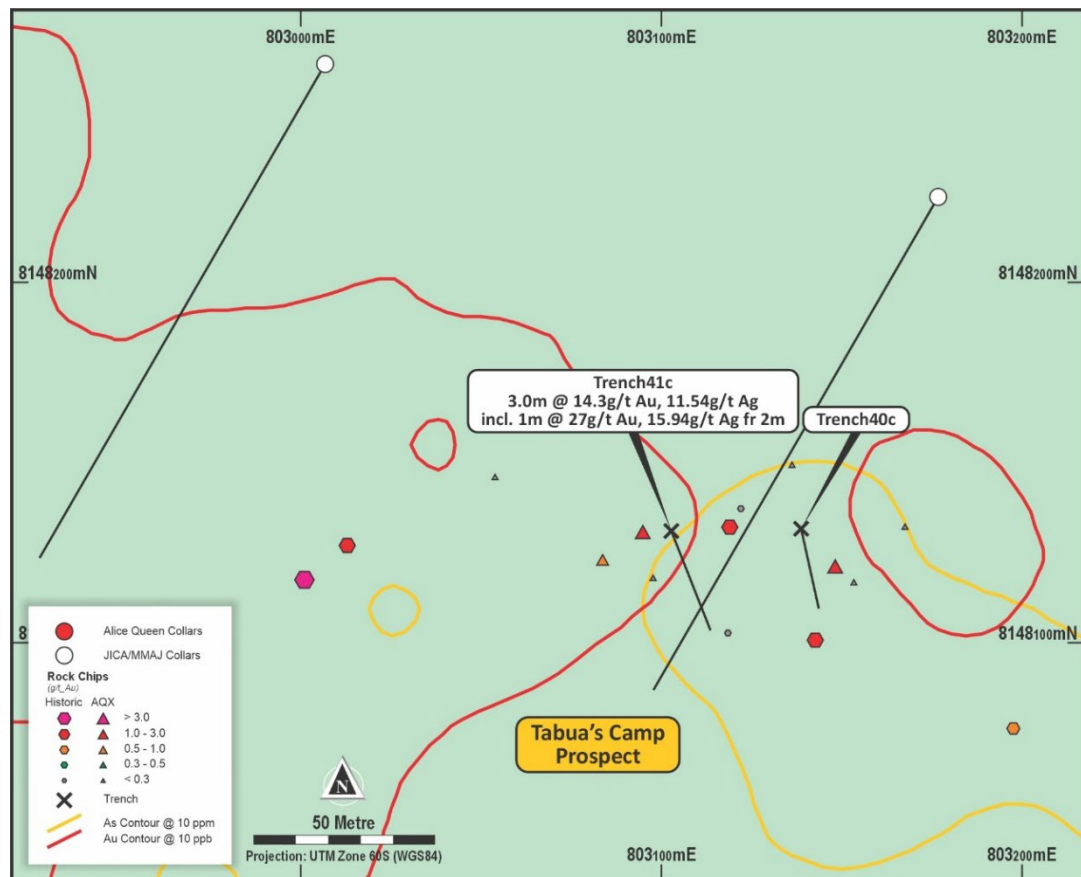 803000mE
803100mE
803200mE
8148200mN
8148200mN
Trench41c
3.0m @ 14.3g/t Au, 11.54g/t Ag
incl. 1m @ 27g/t Au, 15.94g/t Ag fr 2m
Trench40c
8148100mN
Tabua's Camp
Prospect
Alice Queen Collars
JICA/MMAJ Collars
Rock Chips
(g/t_Au)
Historic AQX
> 3.0
1.0 - 3.0
0.5 - 1.0
0.3 - 0.5
< 0.3
Trench
As Contour @ 10 ppm
Au Contour @ 10 ppb
N
50 Metre
Projection: UTM Zone 60S (WGS84)
803100mE
803200mE